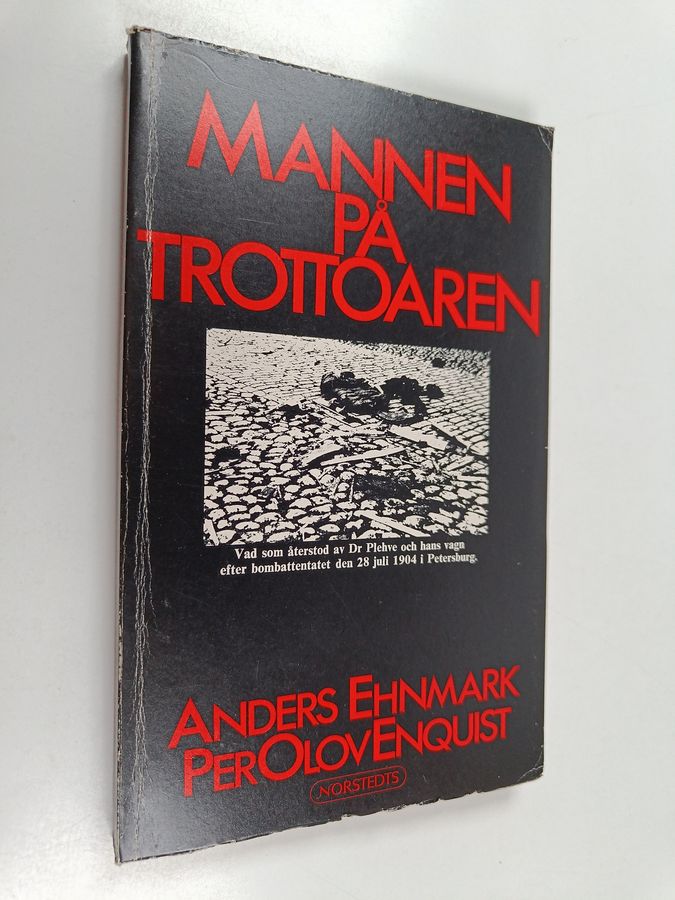 MANNEN
PÅ
TROTTOAREN
Vad som återstod av Dr Plehve och hans vagn
efter bombattentatet den 28 juli 1904 i Petersburg.
ANDERS EHNMARK
PER OLOV ENQUIST
NORSTEDTS